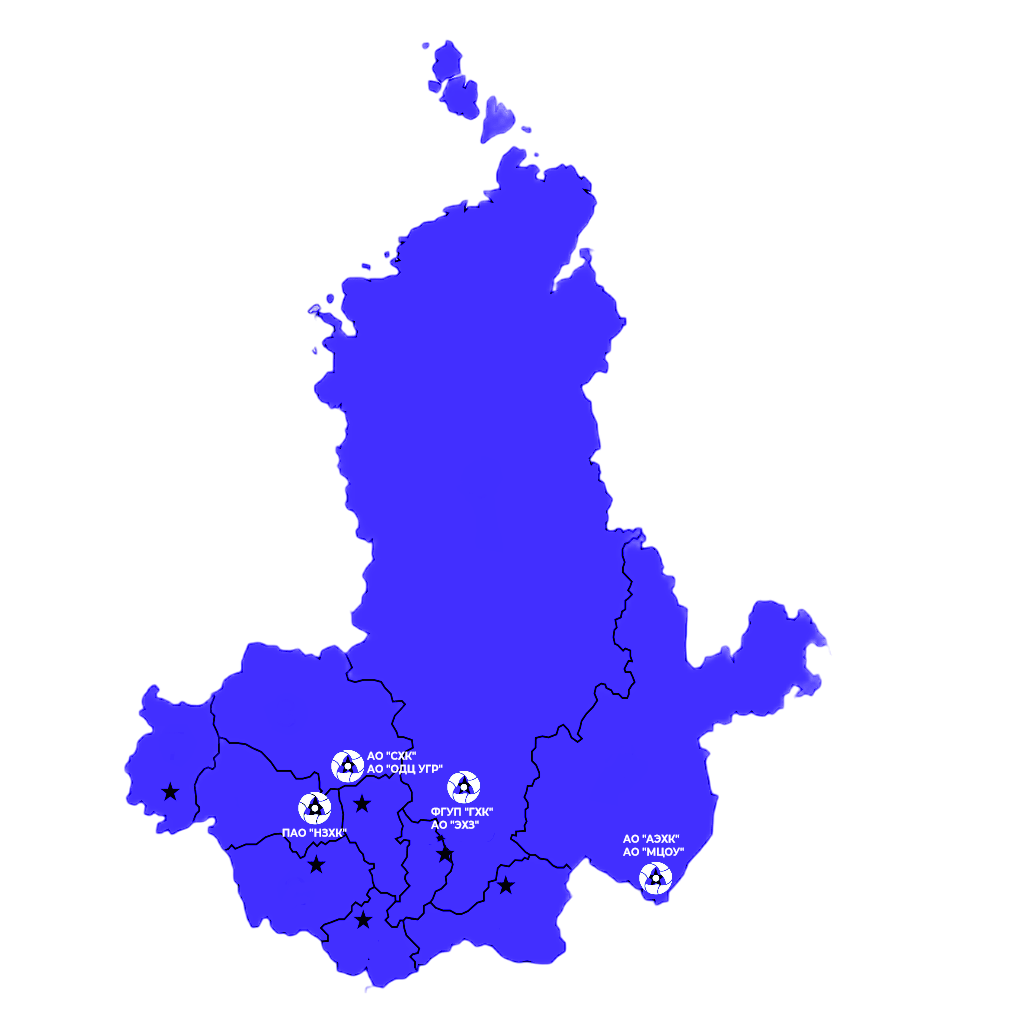 АО "СХК"
АО "ОДЦ УГР"
ФГУП "ГХК"
АО "ЭХЗ"
ПАО "НЗХК"
АО "АЭХК"
АО "МЦОУ"